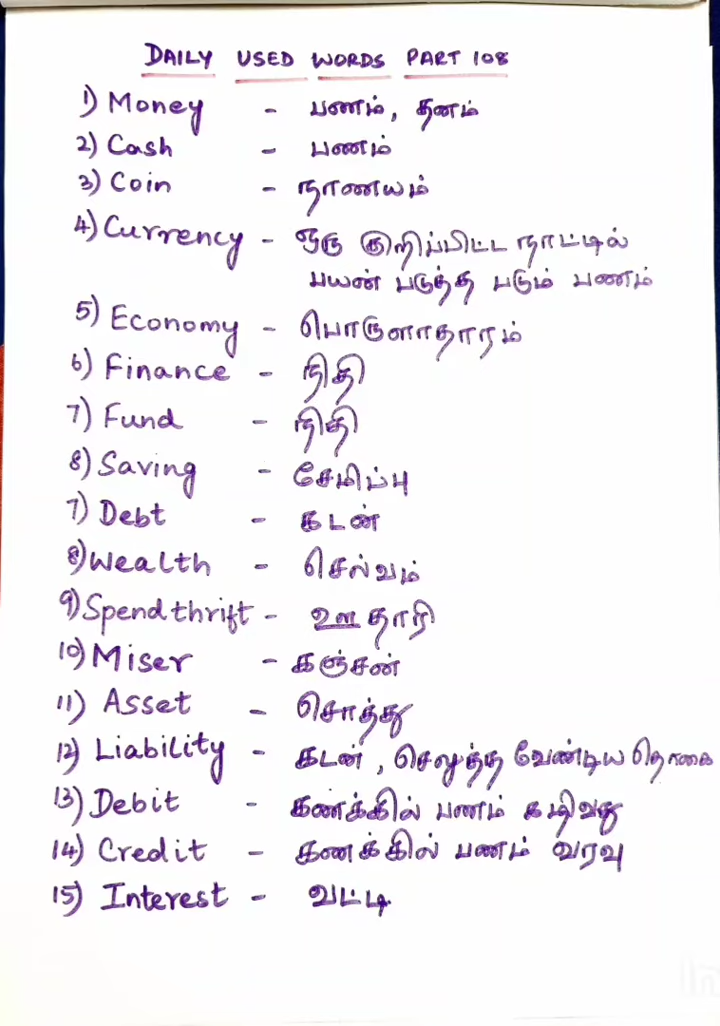 DAILY USED WORDS PART 108
1) Money - பணம், தனம்
2) Cash - பணம்
3) Coin - நாணயம்
4) Currency - ஒரு குறிப்பிட்ட நாட்டில்
பயன் படுத்த படும் பணம்
5) Economy - பொருளாதாரம்
6) Finance - நிதி
7) Fund - நிதி
8) Saving - சேமிப்பு
7) Debt - கடன்
8) Wealth - செல்வம்
9) Spendthrift - ஊதாரி
10) Miser - கஞ்சன்
11) Asset - சொத்து
12) Liability - கடன், செலுத்த வேண்டிய தொகை
13) Debit - கணக்கில் பணம் கழிவது
14) Credit - கணக்கில் பணம் வரவு
15) Interest - வட்டி